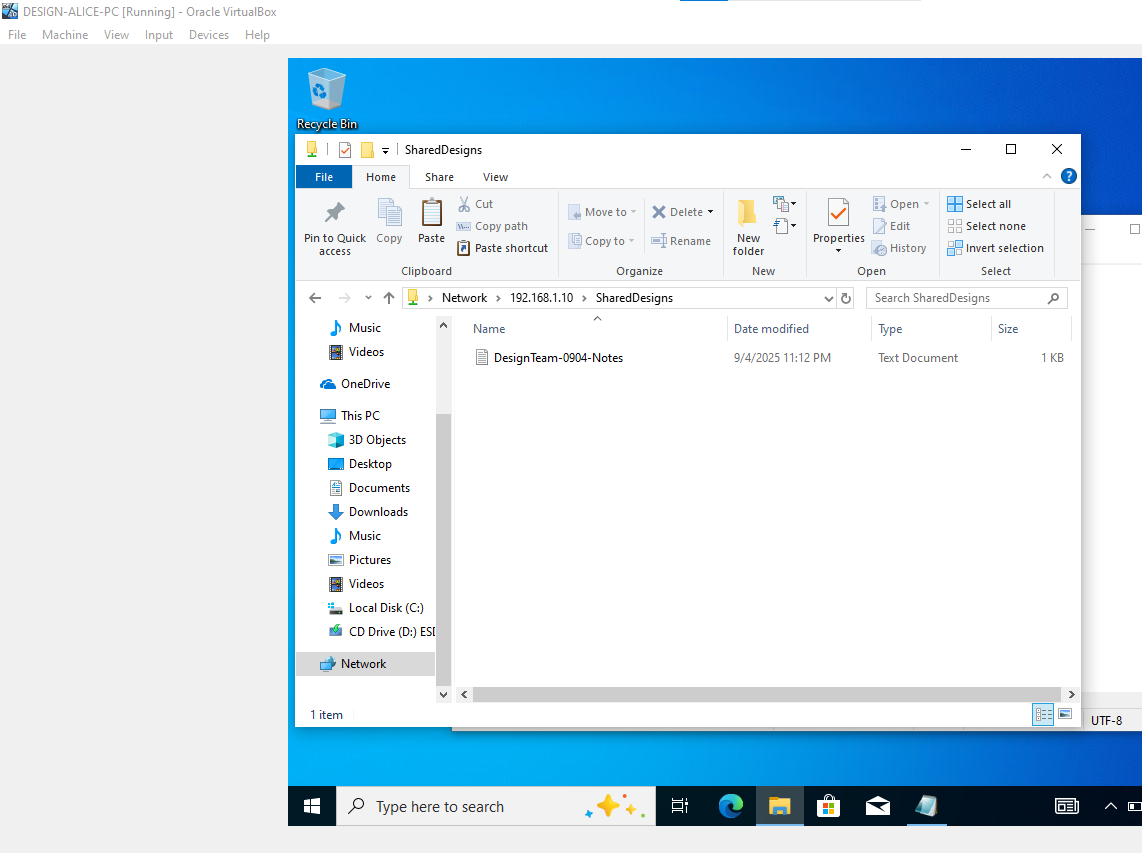 DESIGN-ALICE-PC [Running] - Oracle VirtualBox
File Machine View Input Devices Help
Recycle Bin
SharedDesigns
File Home Share View
Pin to Quick access
Copy
Paste
Cut
Copy path
Paste shortcut
Clipboard
Move to
Copy to
Delete
Rename
Organize
New folder
New
Properties
Open
Edit
History
Open
Select all
Select none
Invert selection
Select
Network > 192.168.1.10 > SharedDesigns
Search SharedDesigns
Music
Videos
OneDrive
This PC
3D Objects
Desktop
Documents
Downloads
Music
Pictures
Videos
Local Disk (C:)
CD Drive (D:) ESD
Network
Name Date modified Type Size
DesignTeam-0904-Notes 9/4/2025 11:12 PM Text Document 1 KB
1 item
UTF-8
Type here to search